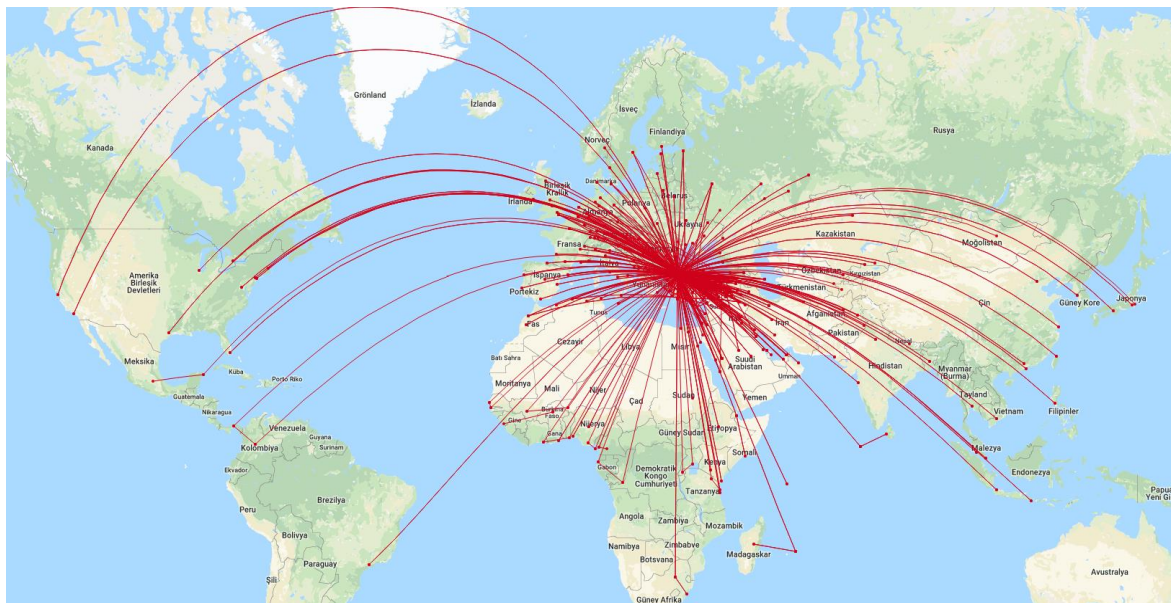 Grönland
İzlanda
İsveç
Norveç
Finlandiya
Rusya
Kanada
Danimarka
Birleşik
Krallık
İrlanda
Belarus
Polonya
Almanya
Ukrayna
Fransa
Kazakistan
Moğolistan
Amerika
Birleşik
Devletleri
İspanya
Portekiz
Özbekistan
Kırgızistan
Türkmenistan
Çin
Güney Kore
Japonya
Tunus
Fas
Afganistan
İran
Irak
Pakistan
Nepal
Cezayir
Libya
Mısır
Batı Sahra
Suudi
Arabistan
Umman
Hindistan
Myanmar
(Burma)
Meksika
Küba
Porto Riko
Guatemala
Nikaragua
Moritanya
Mali
Nijer
Çad
Sudan
Yemen
Tayland
Vietnam
Filipinler
Burkina
Faso
Gine
Gana
Nijerya
Güney Sudan
Etiyopya
Somali
Venezuela
Guyana
Surinam
Kolombiya
Ekvador
Gabon
Demokratik
Kongo
Cumhuriyeti
Kenya
Tanzanya
Malezya
Endonezya
Papua
Yeni Gi
Peru
Brezilya
Bolivya
Angola
Zambiya
Mozambik
Zimbabve
Namibya
Botsvana
Madagaskar
Paraguay
Şili
Güney Afrika
Avustralya